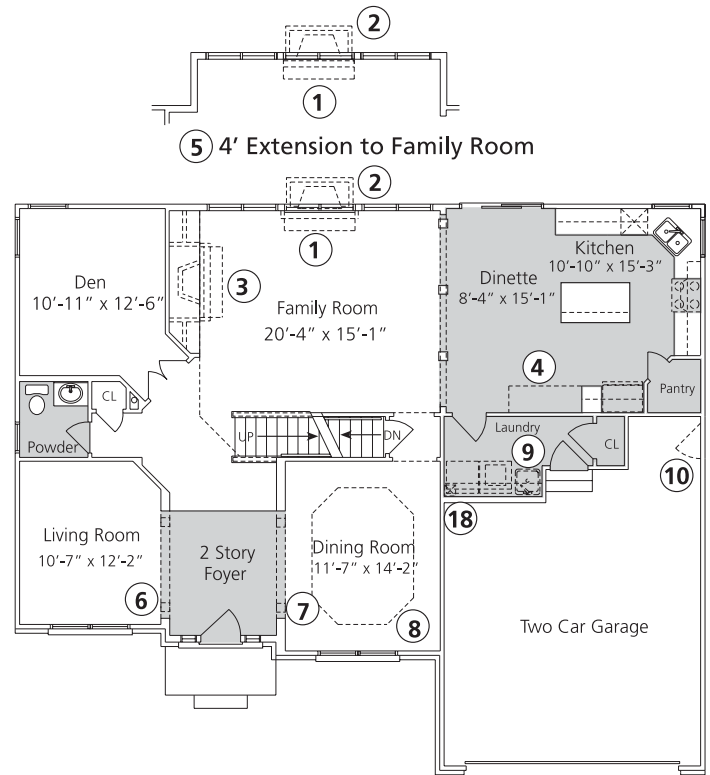 2
1
5 4’ Extension to Family Room
2
1
Kitchen
10’-10” x 15’-3”
Dinette
8’-4” x 15’-1”
Den
10’-11” x 12’-6”
3
Family Room
20’-4” x 15’-1”
4
Pantry
CL
Powder
UP
DN
Laundry
9
CL
10
18
Living Room
10’-7” x 12’-2”
2 Story
Foyer
Dining Room
11’-7” x 14’-2”
6
7
8
Two Car Garage